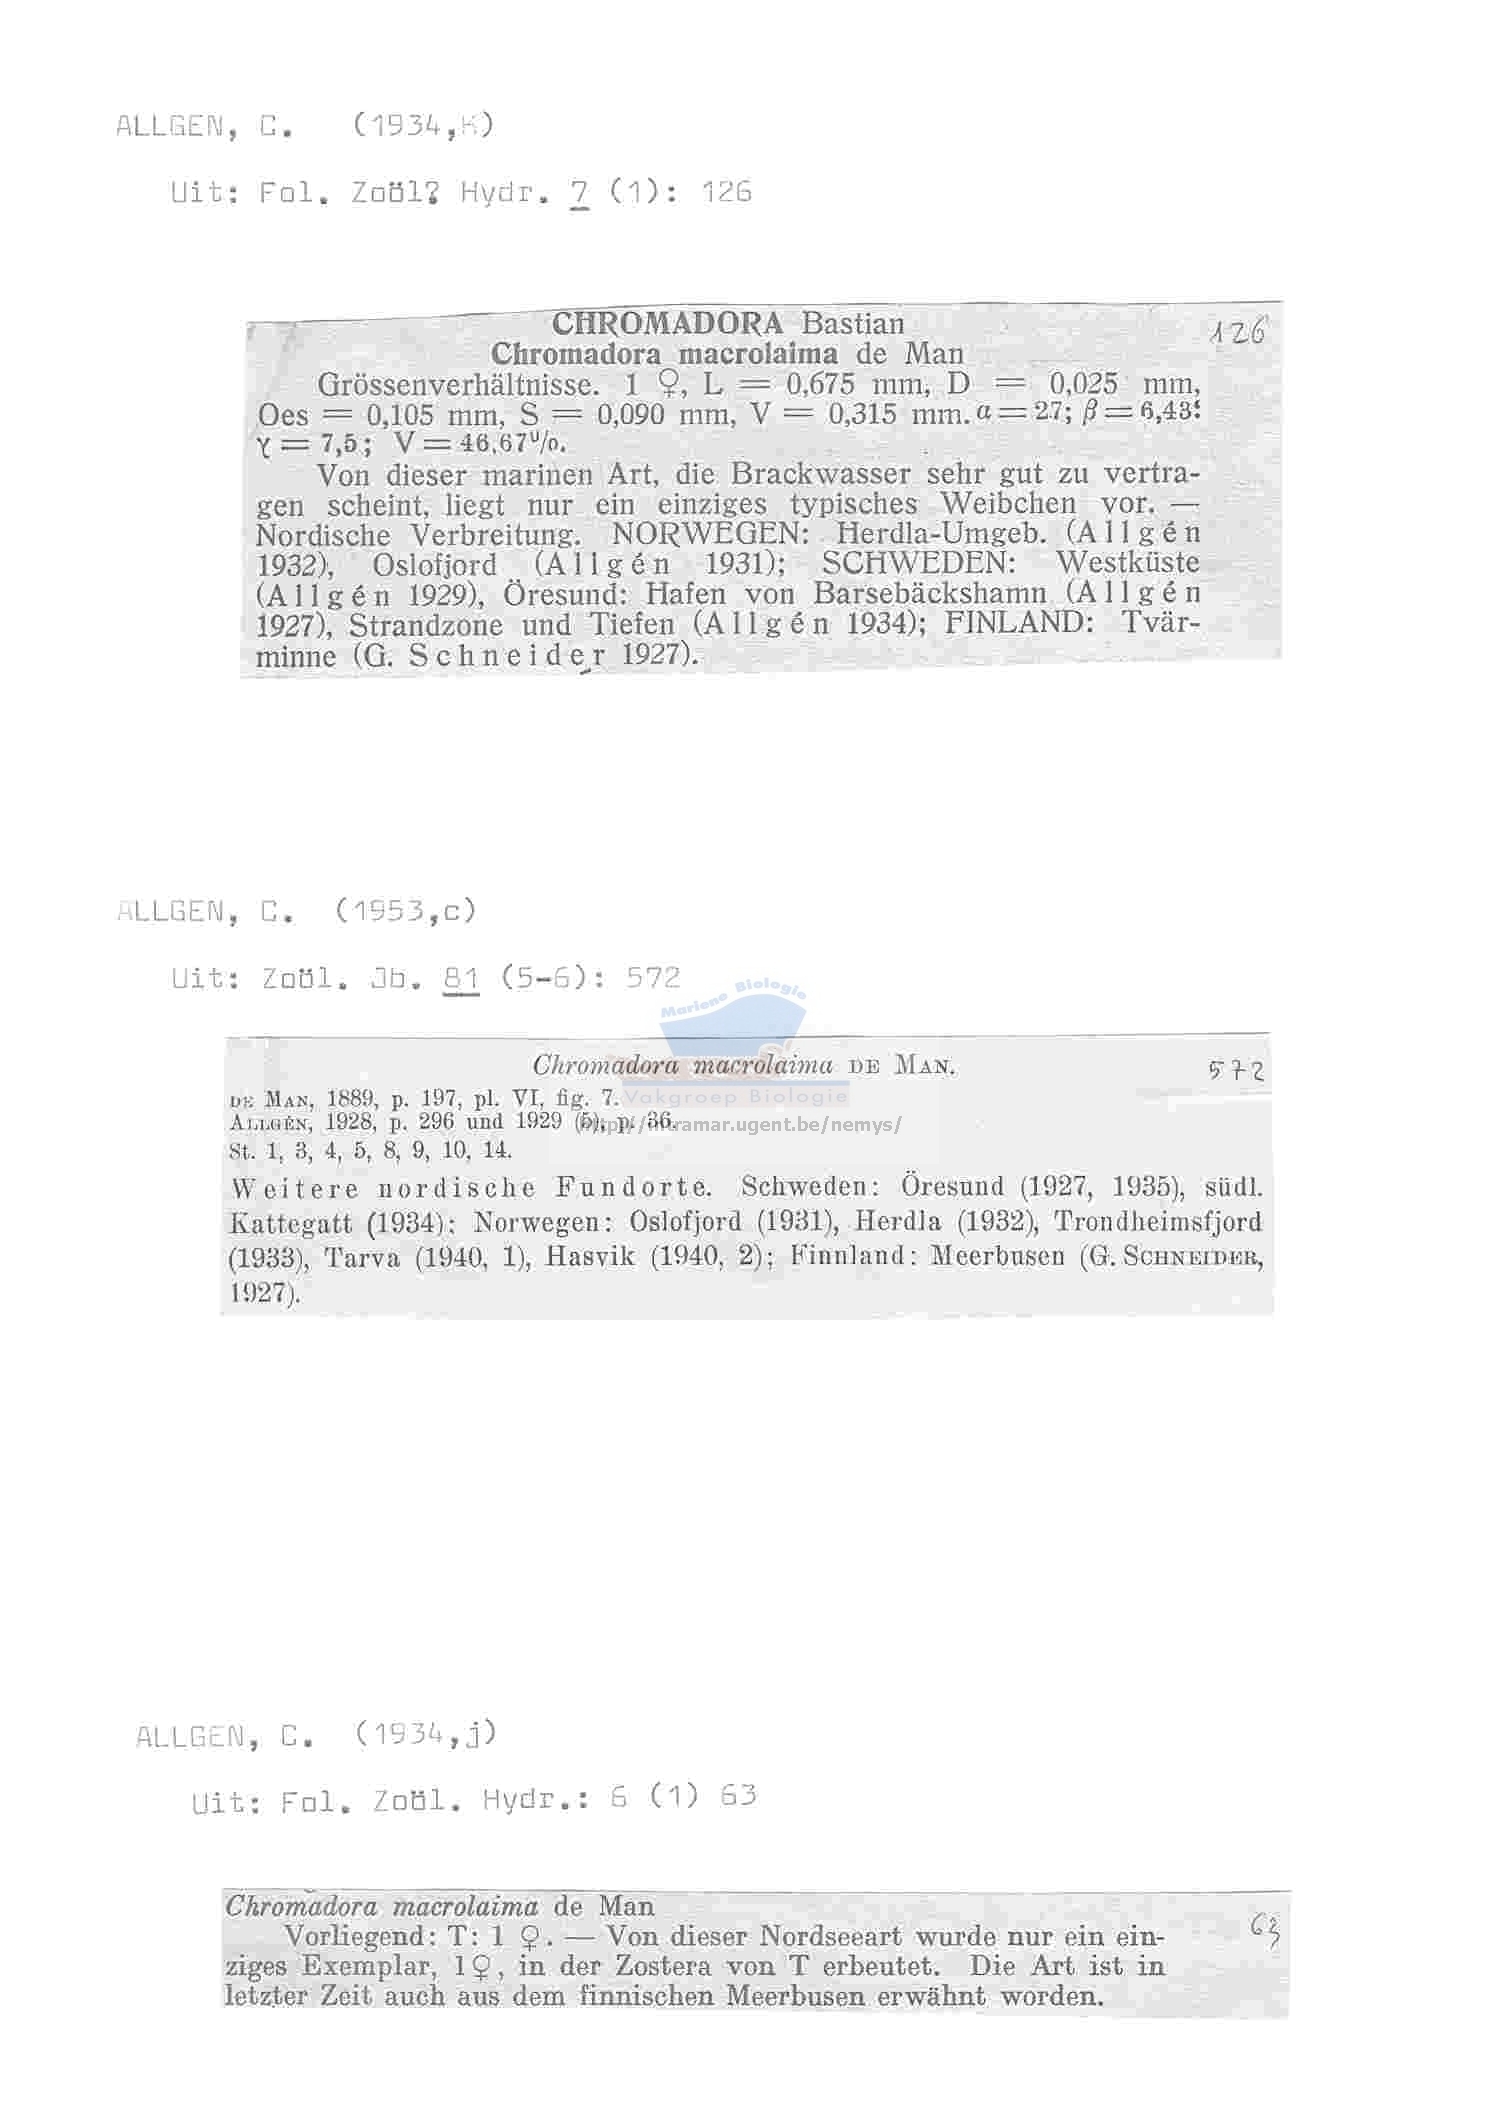 ALLGEN, C. (1934,K)
Uit: Fol. Zoöl? Hydr. 7 (1): 126
CHROMADORA Bastian
126
Chromadora macrolaima de Man
Grössenverhältnisse. 1 ♀, L = 0,675 mm, D = 0,025 mm,
Oes = 0,105 mm, S = 0,090 mm, V = 0,315 mm. α = 27; β = 6,43;
γ = 7,5; V = 46,67%.
Von dieser marinen Art, die Brackwasser sehr gut zu vertra-
gen scheint, liegt nur ein einziges typisches Weibchen vor. —
Nordische Verbreitung. NORWEGEN: Herdla-Umgeb. (Allgén
1932), Oslofjord (Allgén 1931); SCHWEDEN: Westküste
(Allgén 1929), Öresund: Hafen von Barsebäckshamn (Allgén
1927), Strandzone und Tiefen (Allgén 1934); FINLAND: Tvär-
minne (G. Schneider 1927).
ALLGEN, C. (1953,c)
Uit: Zoöl. Jb. 81 (5-6): 572
Mariene Biologie
Chromadora macrolaima DE MAN.
572
DE MAN, 1889, p. 197, pl. VI, fig. 7.
Vakgroep Biologie
ALLGÉN, 1928, p. 296 und 1929 (5), p. 36.
http://intramar.ugent.be/nemys/
St. 1, 3, 4, 5, 8, 9, 10, 14.
Weitere nordische Fundorte. Schweden: Öresund (1927, 1935), südl.
Kattegatt (1934); Norwegen: Oslofjord (1931), Herdla (1932), Trondheimsfjord
(1933), Tarva (1940, 1), Hasvik (1940, 2); Finnland: Meerbusen (G. SCHNEIDER,
1927).
ALLGEN, C. (1934,j)
Uit: Fol. Zoöl. Hydr.: 6 (1) 63
Chromadora macrolaima de Man
63
Vorliegend: T: 1 ♀. — Von dieser Nordseeart wurde nur ein ein-
ziges Exemplar, 1♀, in der Zostera von T erbeutet. Die Art ist in
letzter Zeit auch aus dem finnischen Meerbusen erwähnt worden.